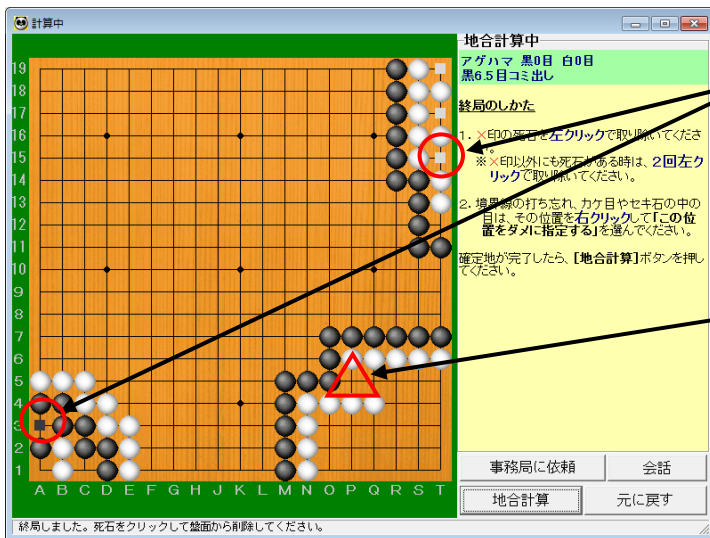 計算中
地合計算中
アゲハマ 黒0目 白0目
黒6.5目コミ出し
終局のしかた
1. ×印の死石を左クリックで取り除いてくださ
。
※×印以外にも死石がある時は、2回左ク
リックで取り除いてください。
2. 境界線の打ち忘れ、カケ目やセキ石の中の
目は、その位置を右クリックして「この位
置をダメに指定する」を選んでください。
確定地が完了したら、[地合計算]ボタンを押し
てください。
19
18
17
16
15
14
13
12
11
10
9
8
7
6
5
4
3
2
1
A B C D E F G H J K L M N O P Q R S T
事務局に依頼 会話
地合計算 元に戻す
終局しました。死石をクリックして盤面から削除してください。